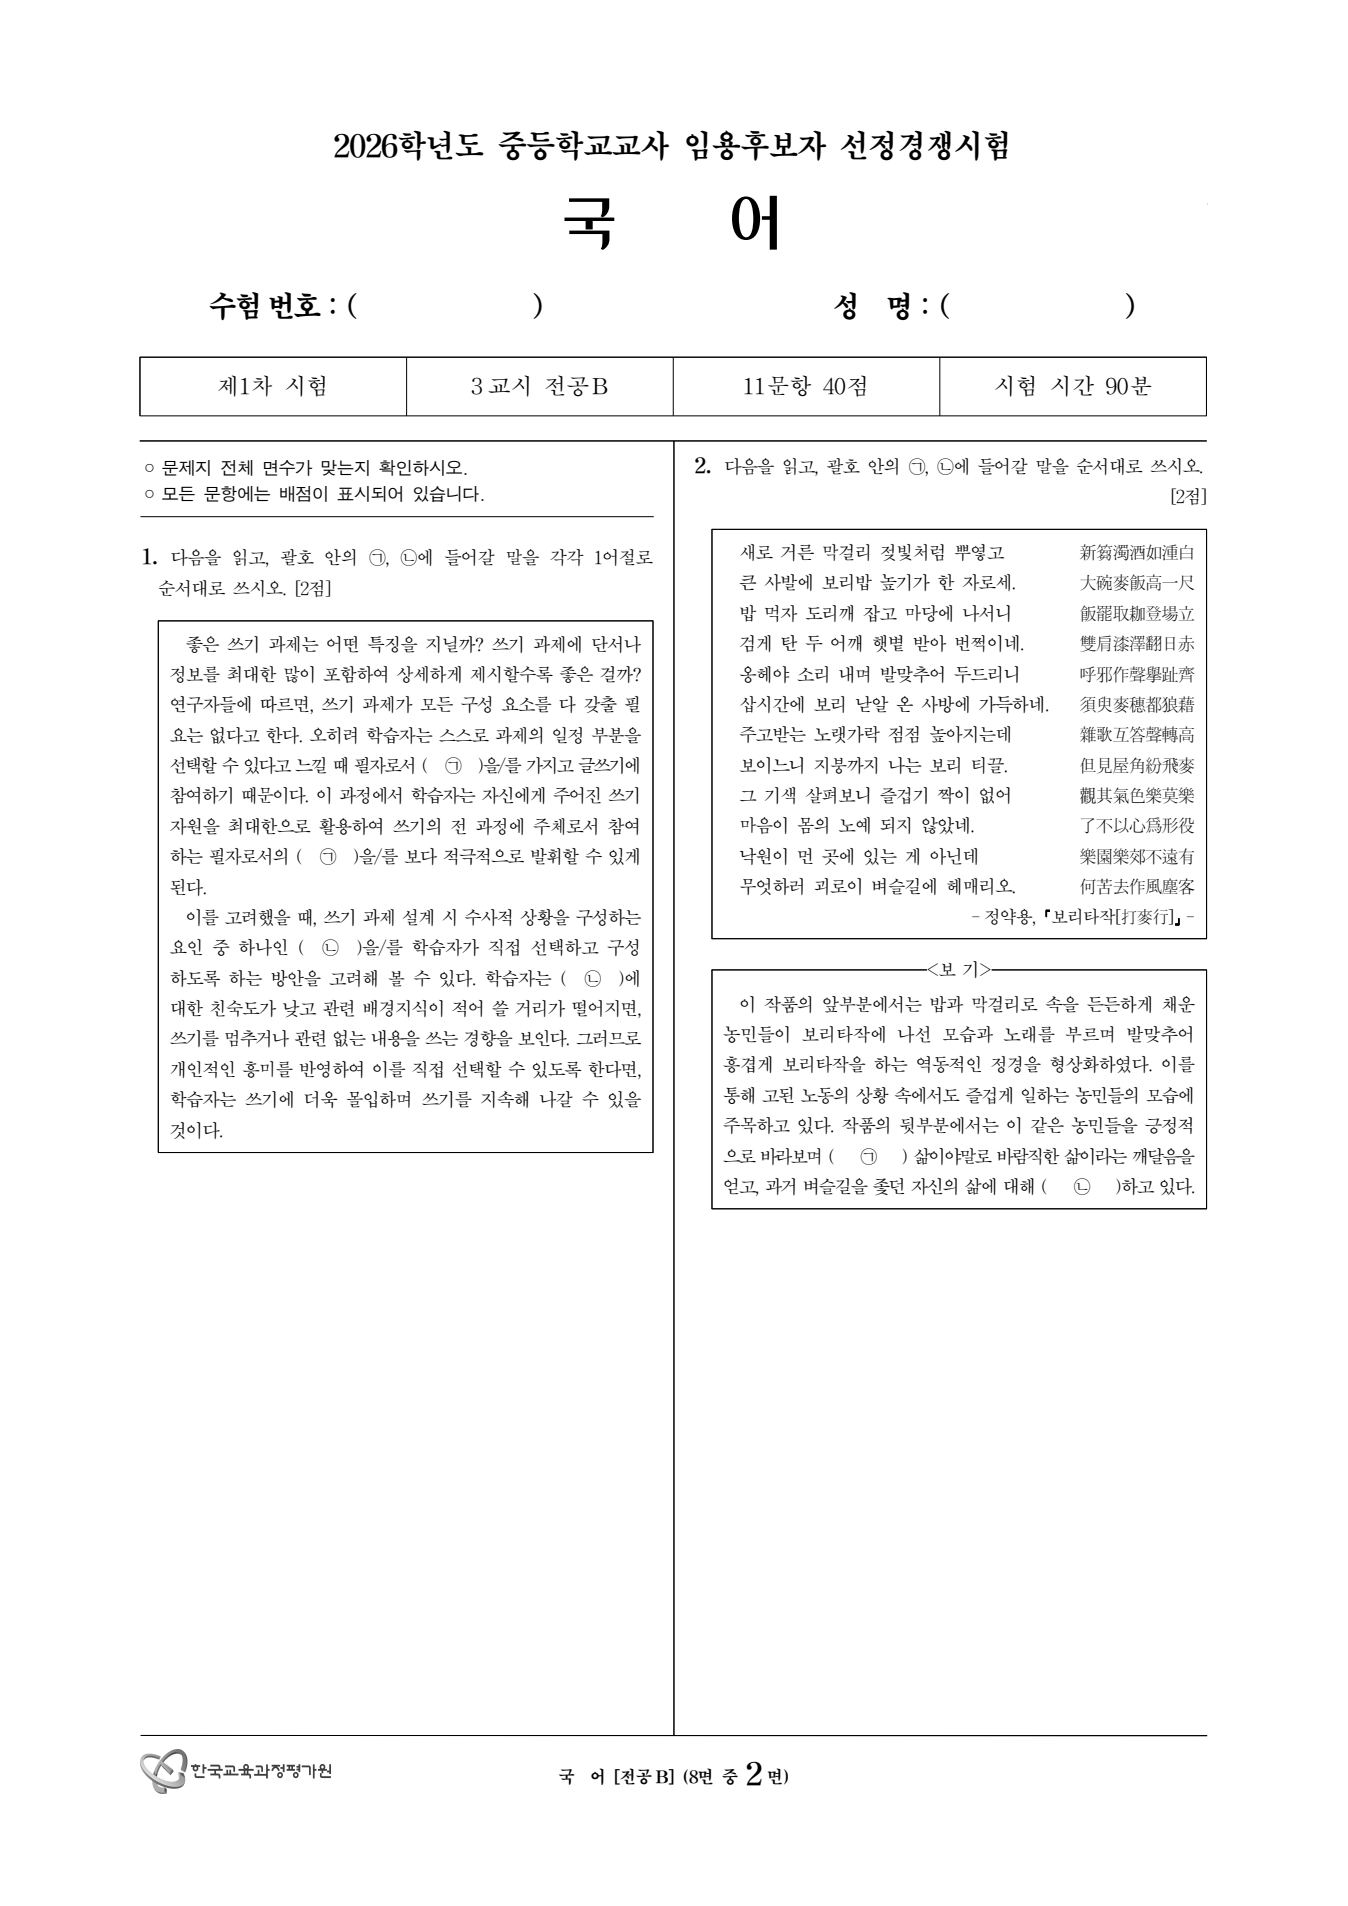 2026학년도 중등학교교사 임용후보자 선정경쟁시험
국 어
수험 번호 : ( )
성 명 : ( )
제1차 시험
3교시 전공B
11문항 40점
시험 시간 90분
○ 문제지 전체 면수가 맞는지 확인하시오.
○ 모든 문항에는 배점이 표시되어 있습니다.
1. 다음을 읽고, 괄호 안의 ㉠, ㉡에 들어갈 말을 각각 1어절로
순서대로 쓰시오. [2점]
좋은 쓰기 과제는 어떤 특징을 지닐까? 쓰기 과제에 단서나
정보를 최대한 많이 포함하여 상세하게 제시할수록 좋은 걸까?
연구자들에 따르면, 쓰기 과제가 모든 구성 요소를 다 갖출 필
요는 없다고 한다. 오히려 학습자는 스스로 과제의 일정 부분을
선택할 수 있다고 느낄 때 필자로서 ( ㉠ )을/를 가지고 글쓰기에
참여하기 때문이다. 이 과정에서 학습자는 자신에게 주어진 쓰기
자원을 최대한으로 활용하여 쓰기의 전 과정에 주체로서 참여
하는 필자로서의 ( ㉠ )을/를 보다 적극적으로 발휘할 수 있게
된다.
이를 고려했을 때, 쓰기 과제 설계 시 수사적 상황을 구성하는
요인 중 하나인 ( ㉡ )을/를 학습자가 직접 선택하고 구성
하도록 하는 방안을 고려해 볼 수 있다. 학습자는 ( ㉡ )에
대한 친숙도가 낮고 관련 배경지식이 적어 쓸 거리가 떨어지면,
쓰기를 멈추거나 관련 없는 내용을 쓰는 경향을 보인다. 그러므로
개인적인 흥미를 반영하여 이를 직접 선택할 수 있도록 한다면,
학습자는 쓰기에 더욱 몰입하며 쓰기를 지속해 나갈 수 있을
것이다.
2. 다음을 읽고, 괄호 안의 ㉠, ㉡에 들어갈 말을 순서대로 쓰시오.
[2점]
새로 거른 막걸리 젖빛처럼 뿌옇고 新篘濁酒如湩白
큰 사발에 보리밥 높기가 한 자로세. 大碗麥飯高一尺
밥 먹자 도리깨 잡고 마당에 나서니 飯罷取耞登場立
검게 탄 두 어깨 햇볕 받아 번쩍이네. 雙肩漆澤翻日赤
옹헤야 소리 내며 발맞추어 두드리니 呼邪作聲擧趾齊
삽시간에 보리 낟알 온 사방에 가득하네. 須臾麥穗都狼藉
주고받는 노랫가락 점점 높아지는데 雜歌互答聲轉高
보이느니 지붕까지 나는 보리 티끌. 但見屋角紛飛麥
그 기색 살펴보니 즐겁기 짝이 없어 觀其氣色樂莫樂
마음이 몸의 노예 되지 않았네. 了不以心爲形役
낙원이 먼 곳에 있는 게 아닌데 樂園樂郊不遠有
무엇하러 괴로이 벼슬길에 헤매리오. 何苦去作風塵客
- 정약용, 「보리타작[打麥行]」 -
<보 기>
이 작품의 앞부분에서는 밥과 막걸리로 속을 든든하게 채운
농민들이 보리타작에 나선 모습과 노래를 부르며 발맞추어
흥겹게 보리타작을 하는 역동적인 정경을 형상화하였다. 이를
통해 고된 노동의 상황 속에서도 즐겁게 일하는 농민들의 모습에
주목하고 있다. 작품의 뒷부분에서는 이 같은 농민들을 긍정적
으로 바라보며 ( ㉠ ) 삶이야말로 바람직한 삶이라는 깨달음을
얻고, 과거 벼슬길을 좇던 자신의 삶에 대해 ( ㉡ )하고 있다.
한국교육과정평가원
국 어 [전공 B] (8면 중 2 면)